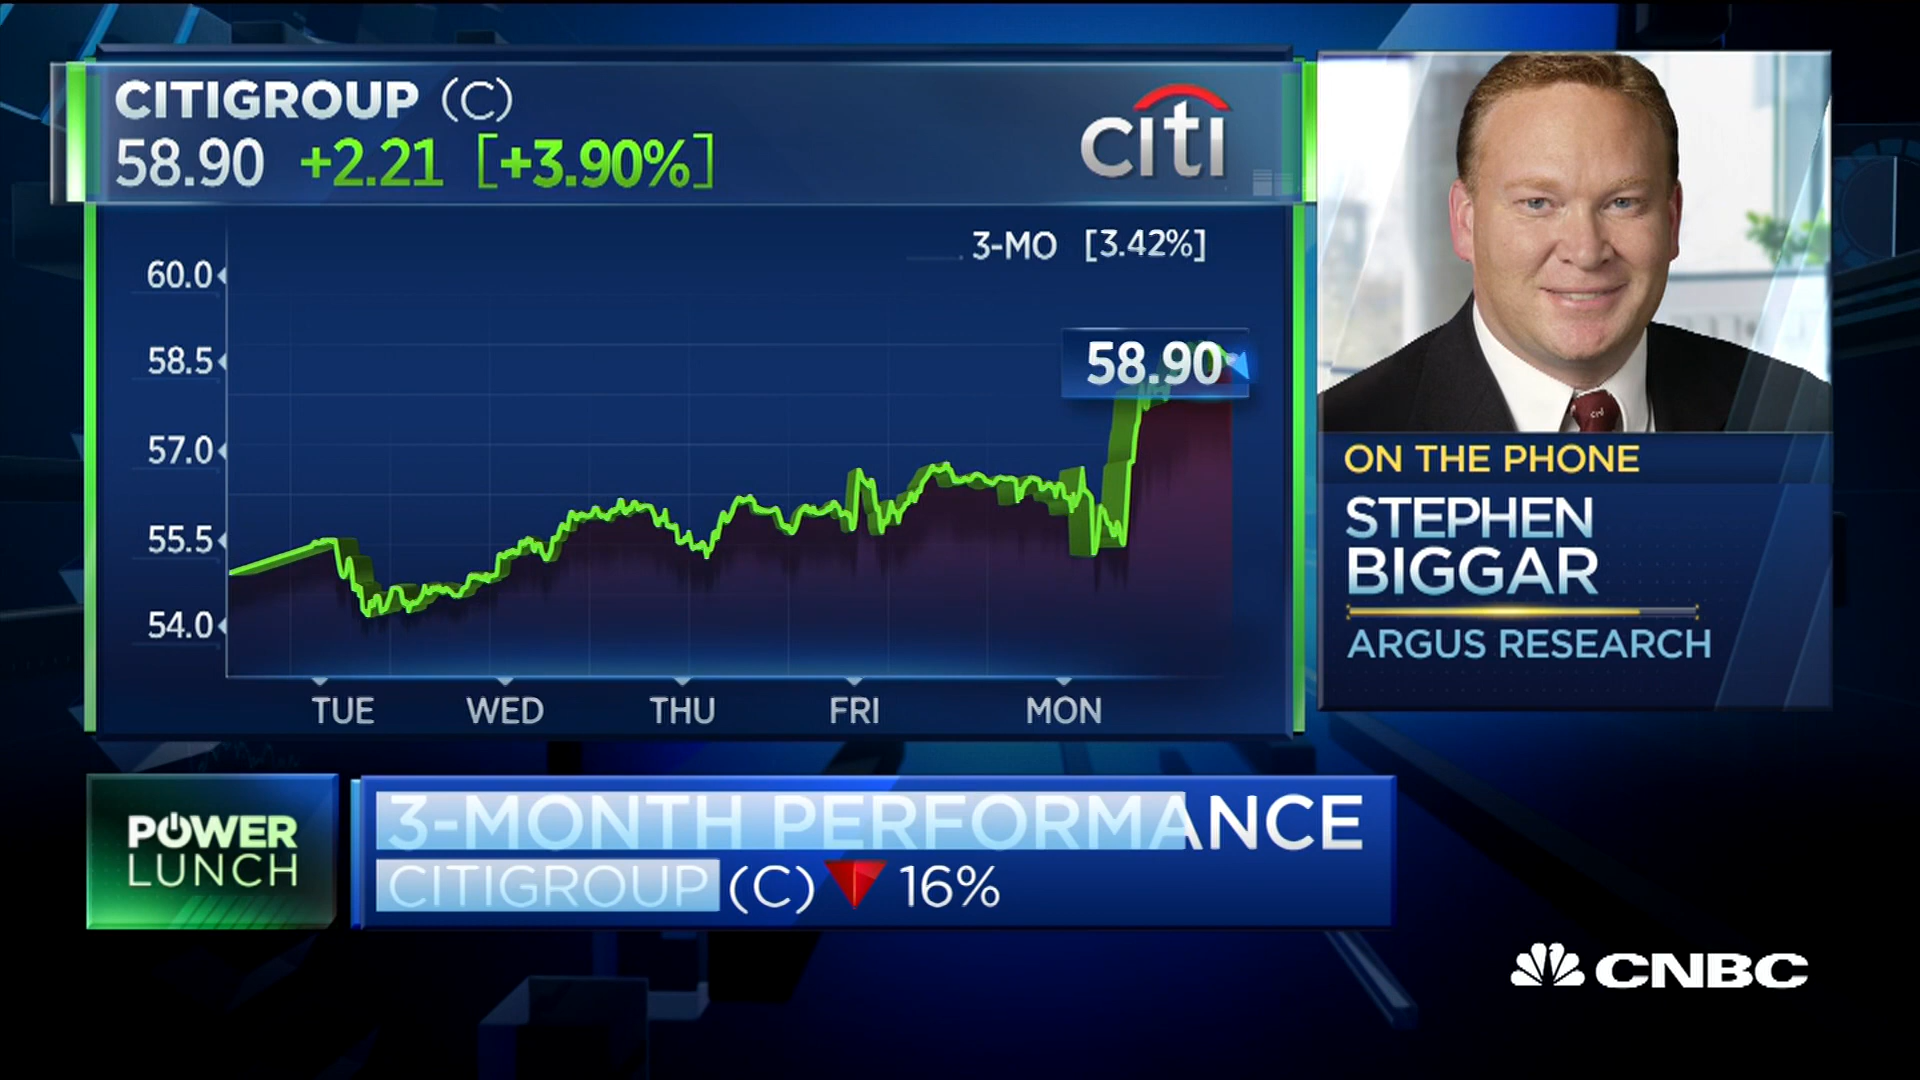 CITIGROUP (C)
58.90 +2.21 [+3.90%]
citi
3-MO [3.42%]
60.0
58.5
57.0
55.5
54.0
58.90
TUE WED THU FRI MON
ON THE PHONE
STEPHEN
BIGGAR
ARGUS RESEARCH
POWER
LUNCH
3-MONTH PERFORMANCE
CITIGROUP (C) 16%
CNBC